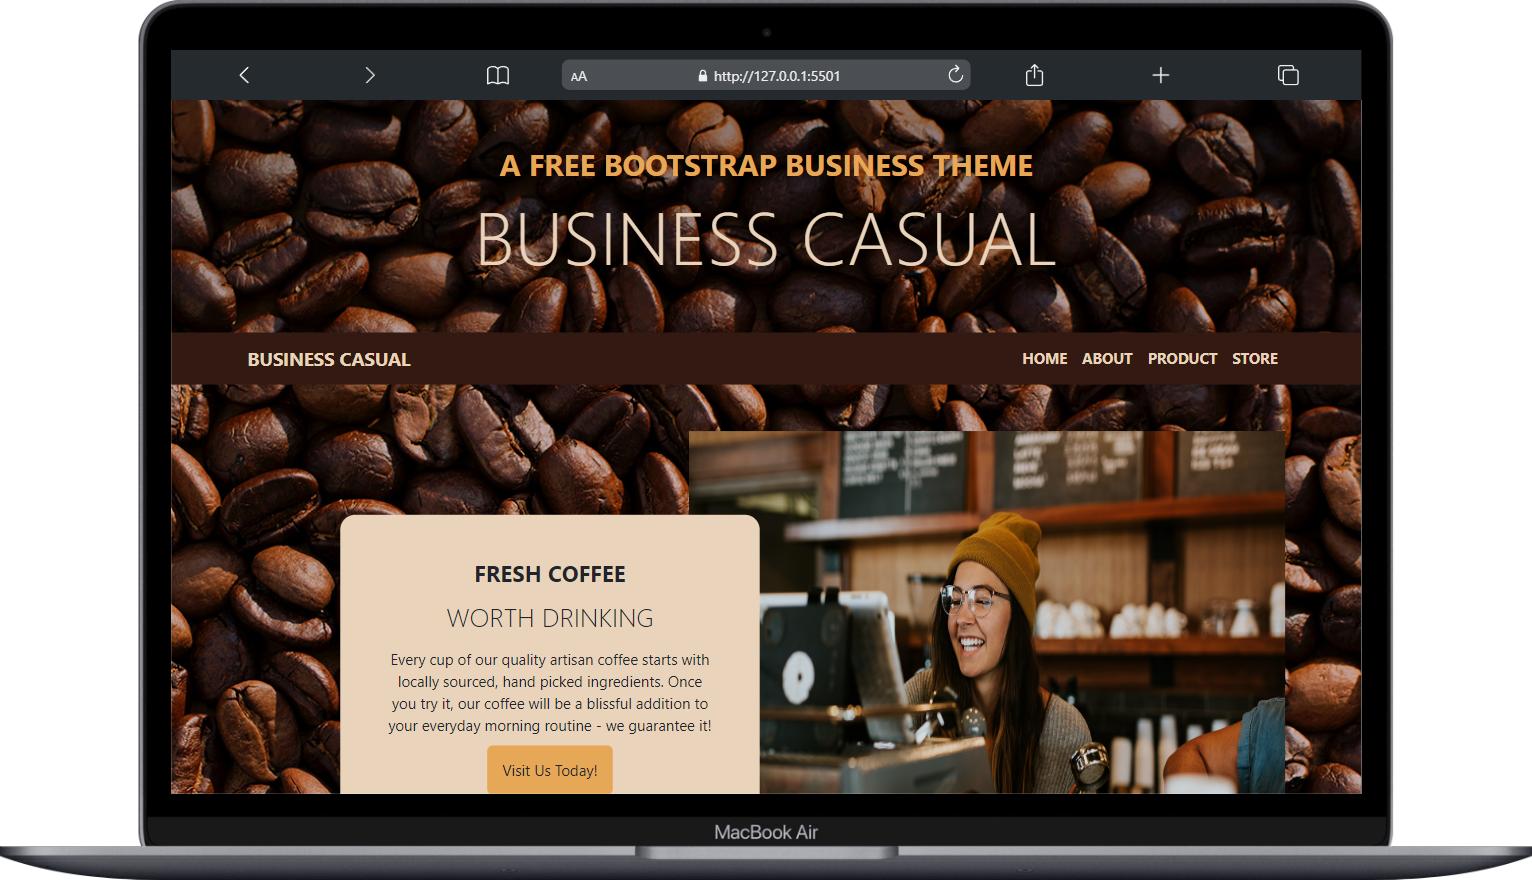 AA
http://127.0.0.1:5501
A FREE BOOTSTRAP BUSINESS THEME
BUSINESS CASUAL
BUSINESS CASUAL
HOME ABOUT PRODUCT STORE
FRESH COFFEE
WORTH DRINKING
Every cup of our quality artisan coffee starts with
locally sourced, hand picked ingredients. Once
you try it, our coffee will be a blissful addition to
your everyday morning routine - we guarantee it!
Visit Us Today!
MacBook Air